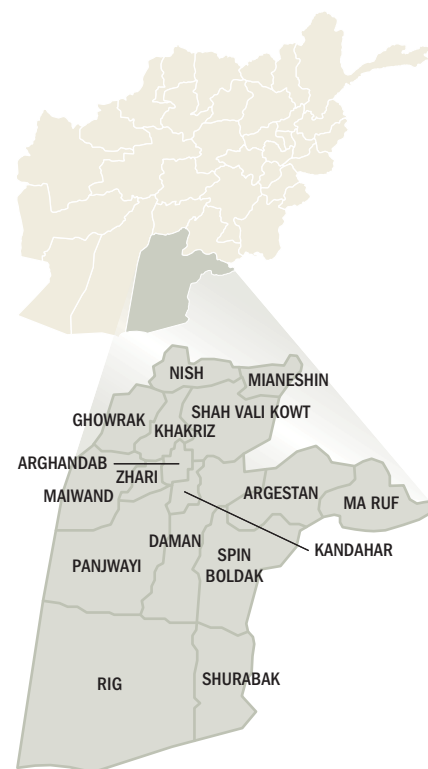 NISH
MIANESHIN
GHOWRAK
SHAH VALI KOWT
KHAKRIZ
ARGHANDAB
ZHARI
MAIWAND
ARGESTAN
MA RUF
DAMAN
KANDAHAR
PANJWAYI
SPIN
BOLDAK
RIG
SHURABAK